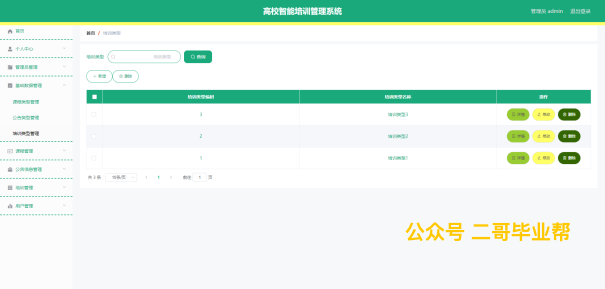 高校智能培训管理系统
管理员 admin 退出登录
首页
首页 / 培训类型
个人中心
管理员管理
培训类型 培训类型 查询
基础数据管理
新增 删除
课程类型管理
公告类型管理
培训类型管理
培训类型编码 培训类型名称 操作
3 培训类型3 详情 修改 删除
2 培训类型2 详情 修改 删除
1 培训类型1 详情 修改 删除
课程管理
公告信息管理
共 3 条 10条/页 1 前往 1 页
培训管理
用户管理
公众号 二哥毕业帮